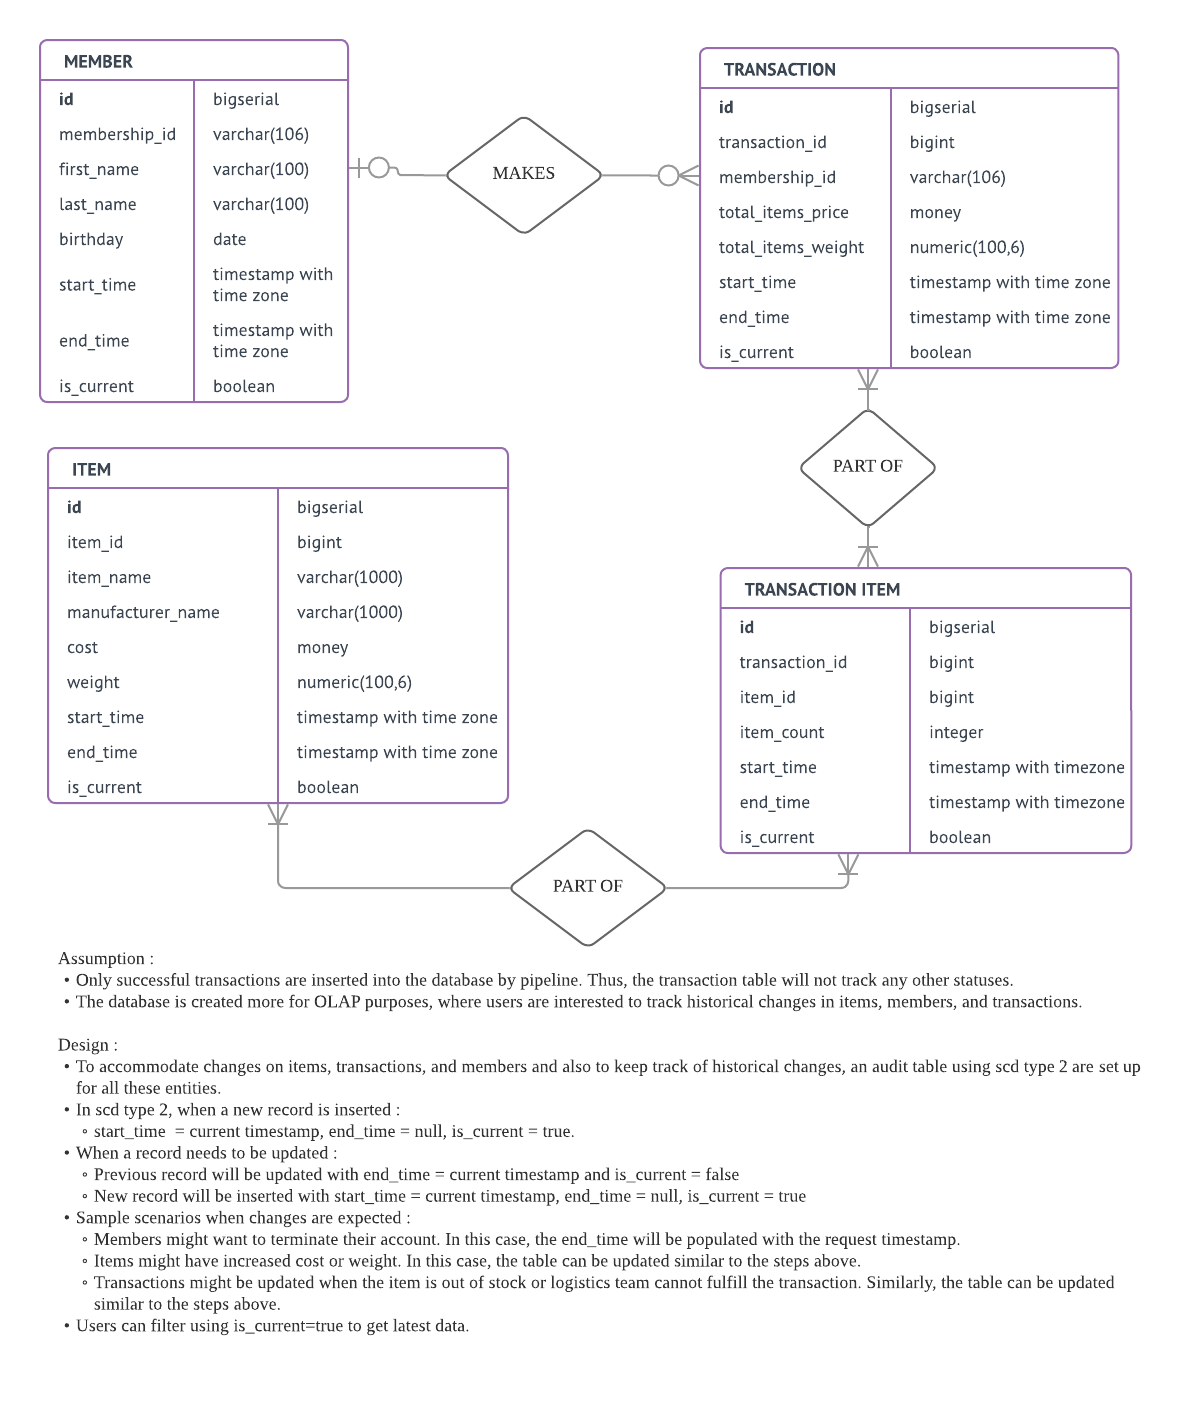 MEMBER
id bigserial
membership_id varchar(106)
first_name varchar(100)
last_name varchar(100)
birthday date
start_time timestamp with time zone
end_time timestamp with time zone
is_current boolean
MAKES
TRANSACTION
id bigserial
transaction_id bigint
membership_id varchar(106)
total_items_price money
total_items_weight numeric(100,6)
start_time timestamp with time zone
end_time timestamp with time zone
is_current boolean
PART OF
ITEM
id bigserial
item_id bigint
item_name varchar(1000)
manufacturer_name varchar(1000)
cost money
weight numeric(100,6)
start_time timestamp with time zone
end_time timestamp with time zone
is_current boolean
TRANSACTION ITEM
id bigserial
transaction_id bigint
item_id bigint
item_count integer
start_time timestamp with timezone
end_time timestamp with timezone
is_current boolean
PART OF
Assumption :
• Only successful transactions are inserted into the database by pipeline. Thus, the transaction table will not track any other statuses.
• The database is created more for OLAP purposes, where users are interested to track historical changes in items, members, and transactions.
Design :
• To accommodate changes on items, transactions, and members and also to keep track of historical changes, an audit table using scd type 2 are set up
for all these entities.
• In scd type 2, when a new record is inserted :
◦ start_time = current timestamp, end_time = null, is_current = true.
• When a record needs to be updated :
◦ Previous record will be updated with end_time = current timestamp and is_current = false
◦ New record will be inserted with start_time = current timestamp, end_time = null, is_current = true
• Sample scenarios when changes are expected :
◦ Members might want to terminate their account. In this case, the end_time will be populated with the request timestamp.
◦ Items might have increased cost or weight. In this case, the table can be updated similar to the steps above.
◦ Transactions might be updated when the item is out of stock or logistics team cannot fulfill the transaction. Similarly, the table can be updated
similar to the steps above.
• Users can filter using is_current=true to get latest data.